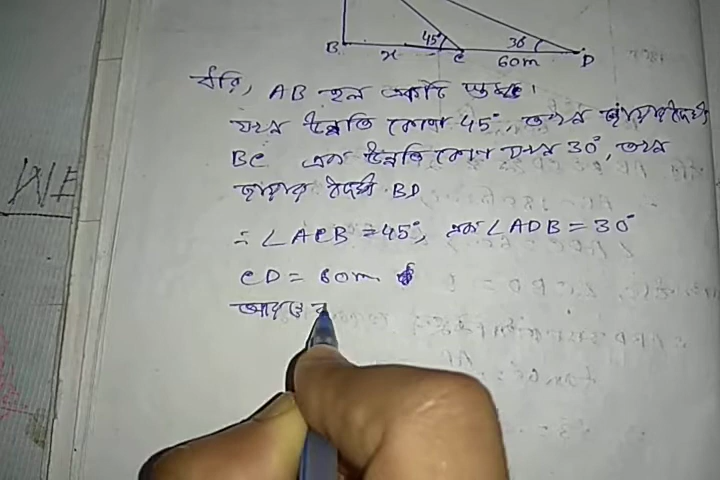 45° 30°
B x C 60m D
ধরি, AB হল একটি স্তম্ভ।
যখন উন্নতি কোণ 45°, তখন ছায়ার দৈর্ঘ্য
BC এবং উন্নতি কোণ যখন 30°, তখন
ছায়ার দৈর্ঘ্য BD
∴ ∠ACB = 45°, এবং ∠ADB = 30°
CD = 60m